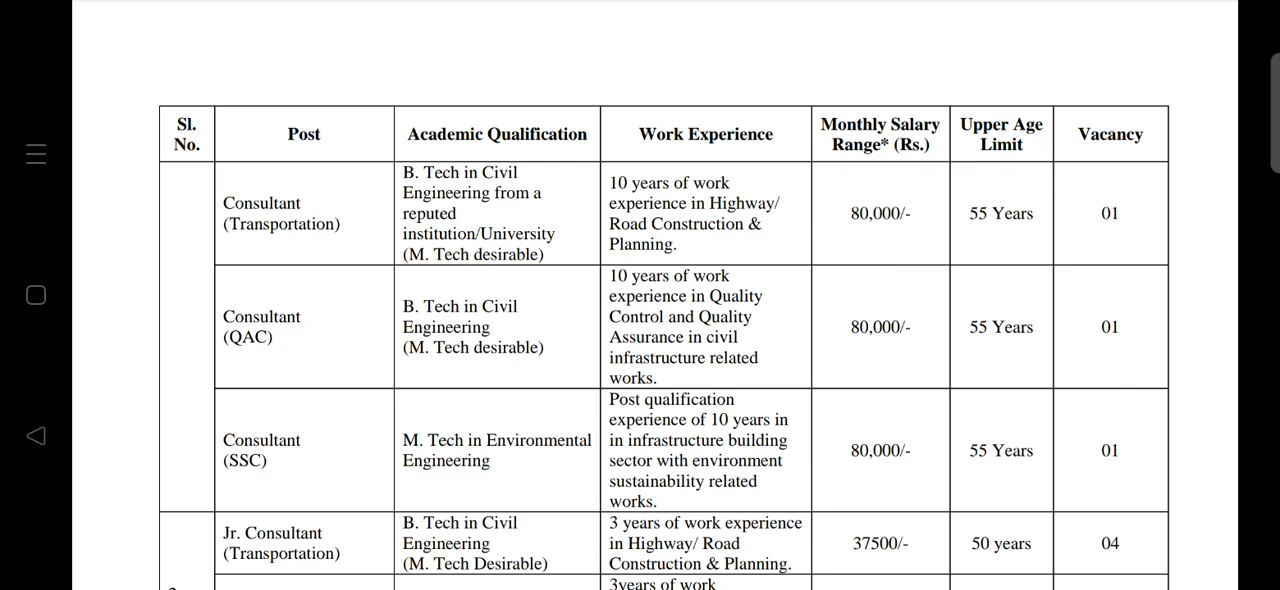 Sl.
No.
Post
Academic Qualification
Work Experience
Monthly Salary
Range* (Rs.)
Upper Age
Limit
Vacancy
Consultant
(Transportation)
B. Tech in Civil
Engineering from a
reputed
institution/University
(M. Tech desirable)
10 years of work
experience in Highway/
Road Construction &
Planning.
80,000/-
55 Years
01
Consultant
(QAC)
B. Tech in Civil
Engineering
(M. Tech desirable)
10 years of work
experience in Quality
Control and Quality
Assurance in civil
infrastructure related
works.
80,000/-
55 Years
01
Consultant
(SSC)
M. Tech in Environmental
Engineering
Post qualification
experience of 10 years in
in infrastructure building
sector with environment
sustainability related
works.
80,000/-
55 Years
01
Jr. Consultant
(Transportation)
B. Tech in Civil
Engineering
(M. Tech Desirable)
3 years of work experience
in Highway/ Road
Construction & Planning.
37500/-
50 years
04
3years of work